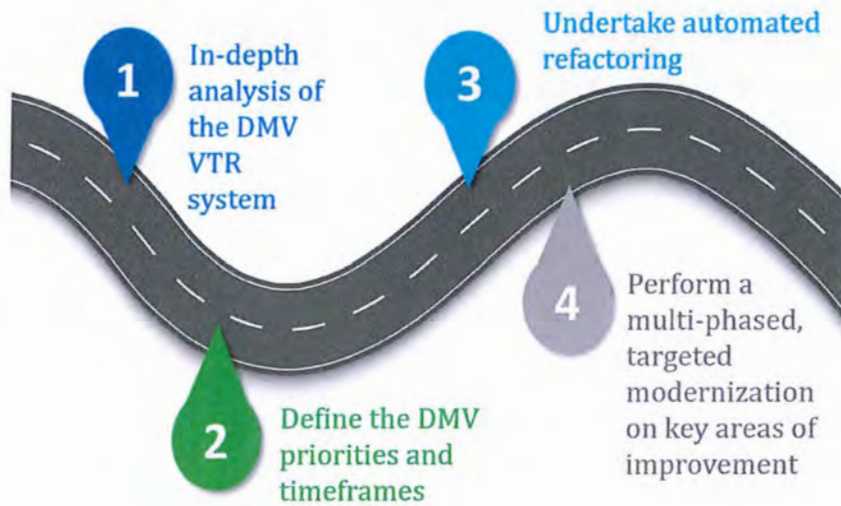 1
In-depth
analysis of
the DMV
VTR
system
2
Define the DMV
priorities and
timeframes
3
Undertake automated
refactoring
4
Perform a
multi-phased,
targeted
modernization
on key areas of
improvement